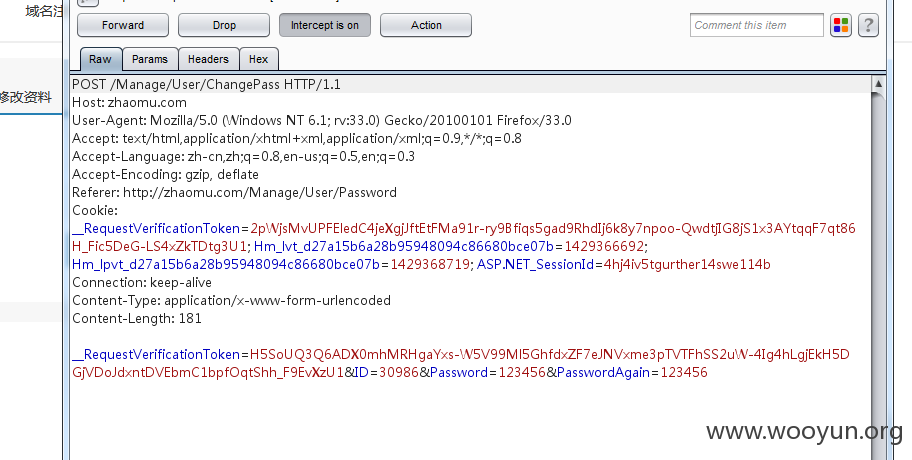 域名注
修改资料
Forward
Drop
Intercept is on
Action
Comment this item
?
Raw
Params
Headers
Hex
POST /Manage/User/ChangePass HTTP/1.1
Host: zhaomu.com
User-Agent: Mozilla/5.0 (Windows NT 6.1; rv:33.0) Gecko/20100101 Firefox/33.0
Accept: text/html,application/xhtml+xml,application/xml;q=0.9,*/*;q=0.8
Accept-Language: zh-cn,zh;q=0.8,en-us;q=0.5,en;q=0.3
Accept-Encoding: gzip, deflate
Referer: http://zhaomu.com/Manage/User/Password
Cookie:
__RequestVerificationToken=2pWjsMvUPFEledC4jeXgjJftEtFMa91r-ry9Bfiqs5gad9RhdIj6k8y7npoo-QwdtjIG8jS1x3AYtqqF7qt86
H_Fic5DeG-LS4xZkTDtg3U1; Hm_lvt_d27a15b6a28b95948094c86680bce07b=1429366692;
Hm_lpvt_d27a15b6a28b95948094c86680bce07b=1429368719; ASP.NET_SessionId=4hj4iv5tgurther14swe114b
Connection: keep-alive
Content-Type: application/x-www-form-urlencoded
Content-Length: 181
__RequestVerificationToken=H5SoUQ3Q6ADX0mhMRHgaYxs-W5V99MI5GhfdxZF7eJNVxme3pTVTFhSS2uW-4Ig4hLgjEkH5D
GjVDoJdxntDVEbmC1bpfOqtShh_F9EvXzU1&ID=30986&Password=123456&PasswordAgain=123456
www.wooyun.org